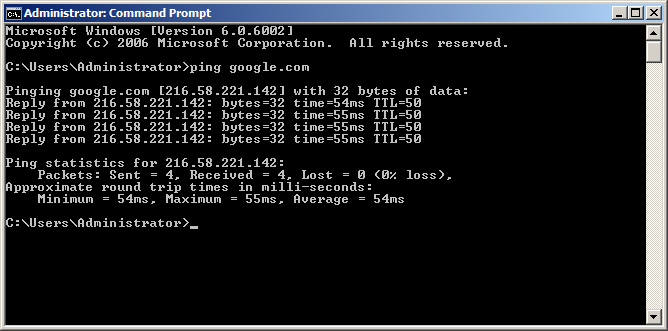 Administrator: Command Prompt
Microsoft Windows [Version 6.0.6002]
Copyright (c) 2006 Microsoft Corporation.  All rights reserved.
C:\Users\Administrator>ping google.com
Pinging google.com [216.58.221.142] with 32 bytes of data:
Reply from 216.58.221.142: bytes=32 time=54ms TTL=50
Reply from 216.58.221.142: bytes=32 time=55ms TTL=50
Reply from 216.58.221.142: bytes=32 time=55ms TTL=50
Reply from 216.58.221.142: bytes=32 time=55ms TTL=50
Ping statistics for 216.58.221.142:
    Packets: Sent = 4, Received = 4, Lost = 0 (0% loss),
Approximate round trip times in milli-seconds:
    Minimum = 54ms, Maximum = 55ms, Average = 54ms
C:\Users\Administrator>_